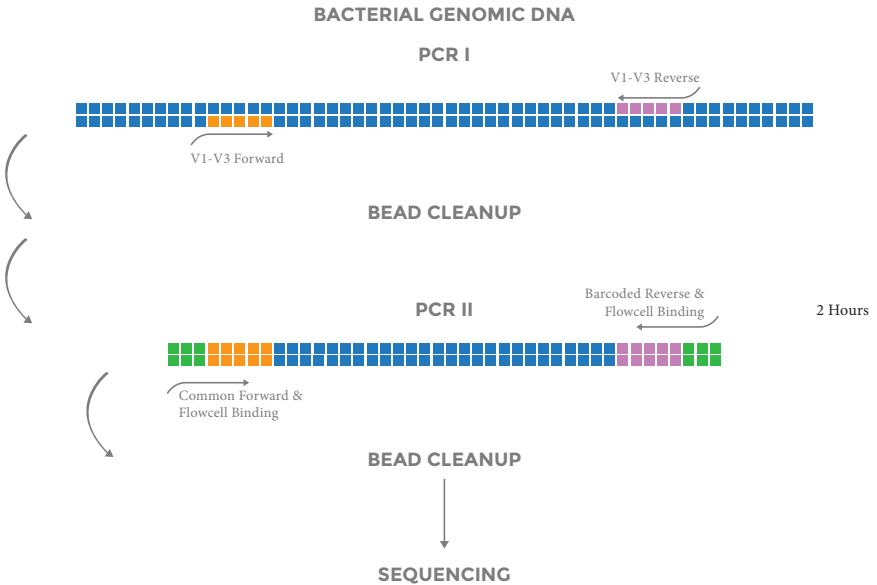 BACTERIAL GENOMIC DNA
PCR I
V1-V3 Reverse
V1-V3 Forward
BEAD CLEANUP
PCR II
Barcoded Reverse &
Flowcell Binding
2 Hours
Common Forward &
Flowcell Binding
BEAD CLEANUP
SEQUENCING